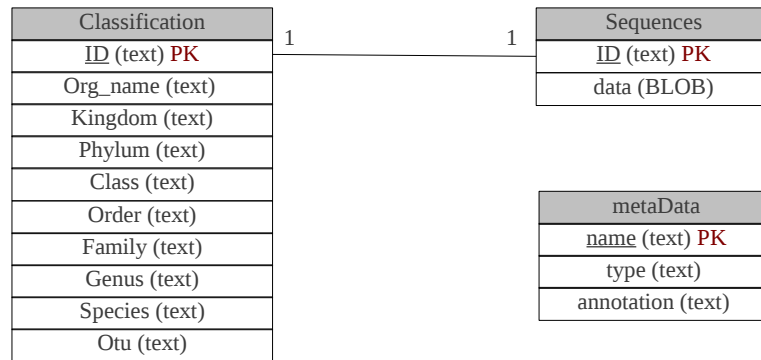 Classification
ID (text) PK
Org_name (text)
Kingdom (text)
Phylum (text)
Class (text)
Order (text)
Family (text)
Genus (text)
Species (text)
Otu (text)
1
1
Sequences
ID (text) PK
data (BLOB)
metaData
name (text) PK
type (text)
annotation (text)